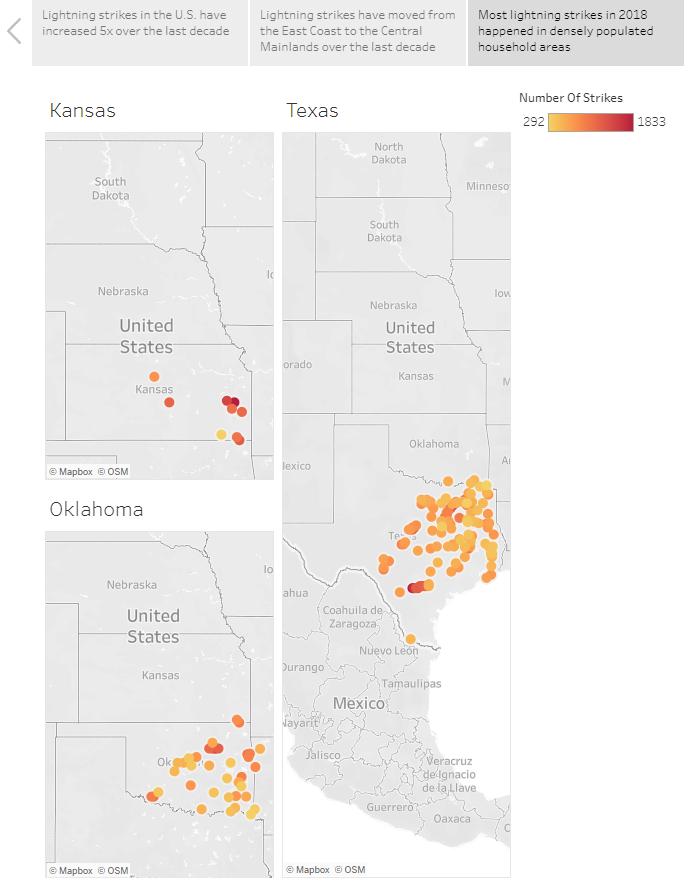 Lightning strikes in the U.S. have
increased 5x over the last decade
Lightning strikes have moved from
the East Coast to the Central
Mainlands over the last decade
Most lightning strikes in 2018
happened in densely populated
household areas
Number Of Strikes
292
1833
Kansas
South
Dakota
Nebraska
United
States
Kansas
© Mapbox © OSM
Texas
North
Dakota
Minneso
South
Dakota
Nebraska
Iow
United
States
orado
Kansas
Oklahoma
lexico
ahua
Coahuila de
Zaragoza
Nuevo León
Durango
Tamaulipas
Mexico
Nayarit
Jalisco
Veracruz
de Ignacio
de la Llave
Guerrero
Oaxaca
© Mapbox © OSM
Oklahoma
Nebraska
United
States
Kansas
Ok
© Mapbox © OSM